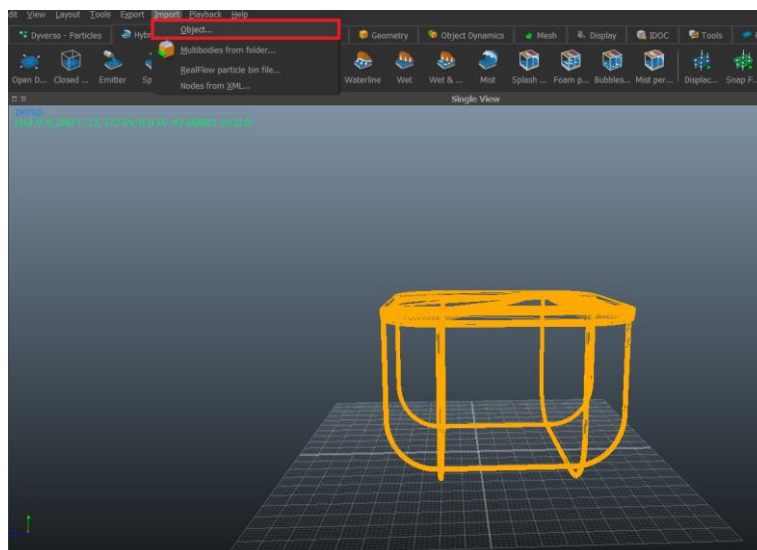 dit View Layout Tools Export Import Playback Help
Dyverso - Particles Hyb Object... Geometry Object Dynamics Mesh Display IDOC Tools
Multibodies from folder...
RealFlow particle bin file...
Nodes from XML...
Open D... Closed ... Emitter Sp Waterline Wet Wet & ... Mist Splash ... Foam p... Bubbles... Mist per... Displac... Snap F...
Single View
persp